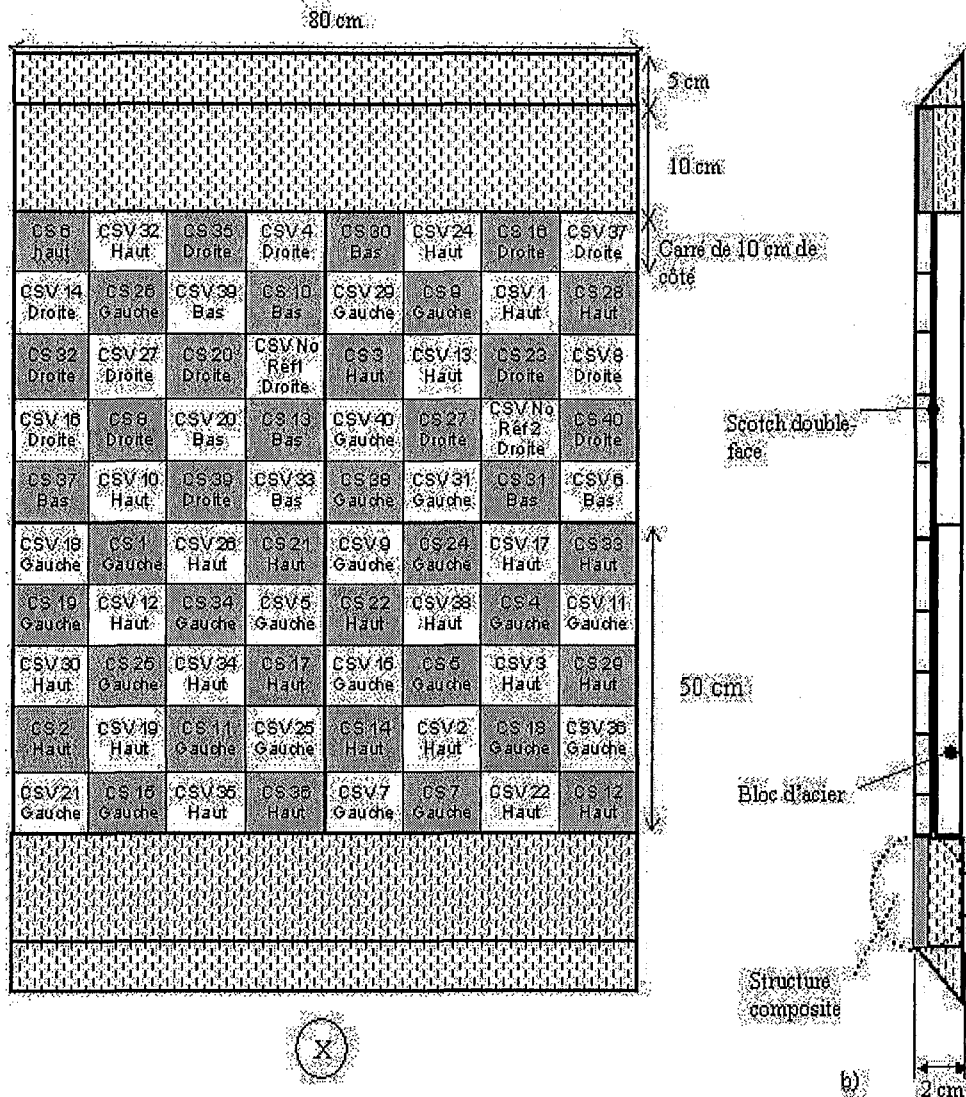 80 cm
5 cm
10 cm
CS 6 CSV 32 CS 35 CSV 4 CS 30 CSV 24 CS 16 CSV 37
haut Haut Droite Droite Bas Haut Droite Droite
Carré de 10 cm de
côté
CSV 14 CS 26 CSV 39 CS 10 CSV 29 CS 9 CSV 1 CS 28
Droite Gauche Bas Bas Gauche Gauche Haut Haut
CS 32 CSV 27 CS 20 CSV No CS 3 CSV 13 CS 23 CSV 8
Droite Droite Droite Ref1 Haut Haut Droite Droite
Droite
CSV 16 CS 8 CSV 20 CS 13 CSV 40 CS 27 CSV No CS 40
Droite Droite Bas Bas Gauche Droite Ref 2 Droite
Droite
Scotch double-
face
CS 37 CSV 10 CS 39 CSV 33 CS 38 CSV 31 CS 31 CSV 6
Bas Haut Droite Bas Gauche Gauche Bas Bas
CSV 18 CS 1 CSV 26 CS 21 CSV 9 CS 24 CSV 17 CS 33
Gauche Gauche Haut Haut Gauche Gauche Haut Haut
CS 19 CSV 12 CS 34 CSV 5 CS 22 CSV 38 CS 4 CSV 11
Gauche Haut Gauche Gauche Haut Haut Gauche Gauche
CSV 30 CS 25 CSV 34 CS 17 CSV 15 CS 5 CSV 3 CS 29
Haut Gauche Haut Haut Gauche Gauche Haut Haut
50 cm
CS 2 CSV 19 CS 11 CSV 25 CS 14 CSV 2 CS 18 CSV 36
Haut Haut Gauche Gauche Haut Haut Gauche Gauche
CSV 21 CS 15 CSV 35 CS 36 CSV 7 CS 7 CSV 22 CS 12
Gauche Gauche Haut Haut Gauche Gauche Haut Haut
Bloc d'acier
Structure
composite
X
b)
2 cm